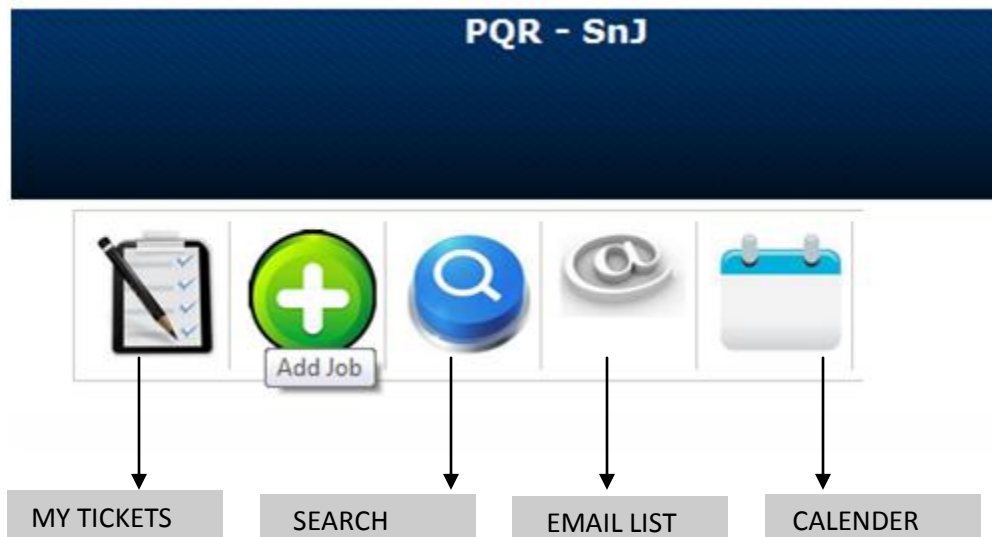 PQR - SnJ
Add Job
MY TICKETS
SEARCH
EMAIL LIST
CALENDER